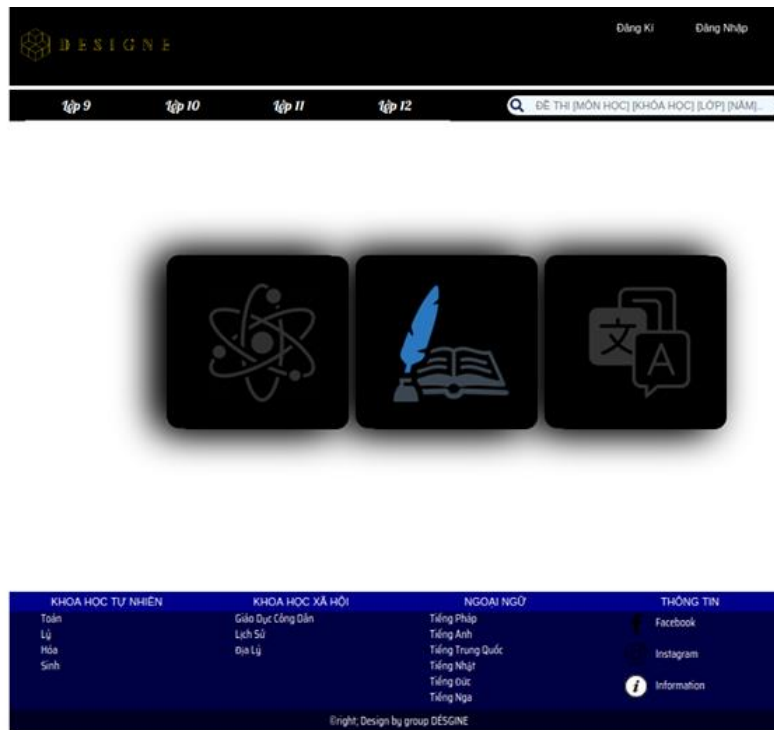 DESIGNE
Đăng Kí Đăng Nhập
Lớp 9 Lớp 10 Lớp 11 Lớp 12 ĐỀ THI [MÔN HỌC] [KHÓA HỌC] [LỚP] [NĂM]..
文 A
KHOA HỌC TỰ NHIÊN
Toán
Lý
Hóa
Sinh
KHOA HỌC XÃ HỘI
Giáo Dục Công Dân
Lịch Sử
Địa Lý
NGOẠI NGỮ
Tiếng Pháp
Tiếng Anh
Tiếng Trung Quốc
Tiếng Nhật
Tiếng Đức
Tiếng Nga
THÔNG TIN
Facebook
Instagram
i Information
©right; Design by group DÉSGINE